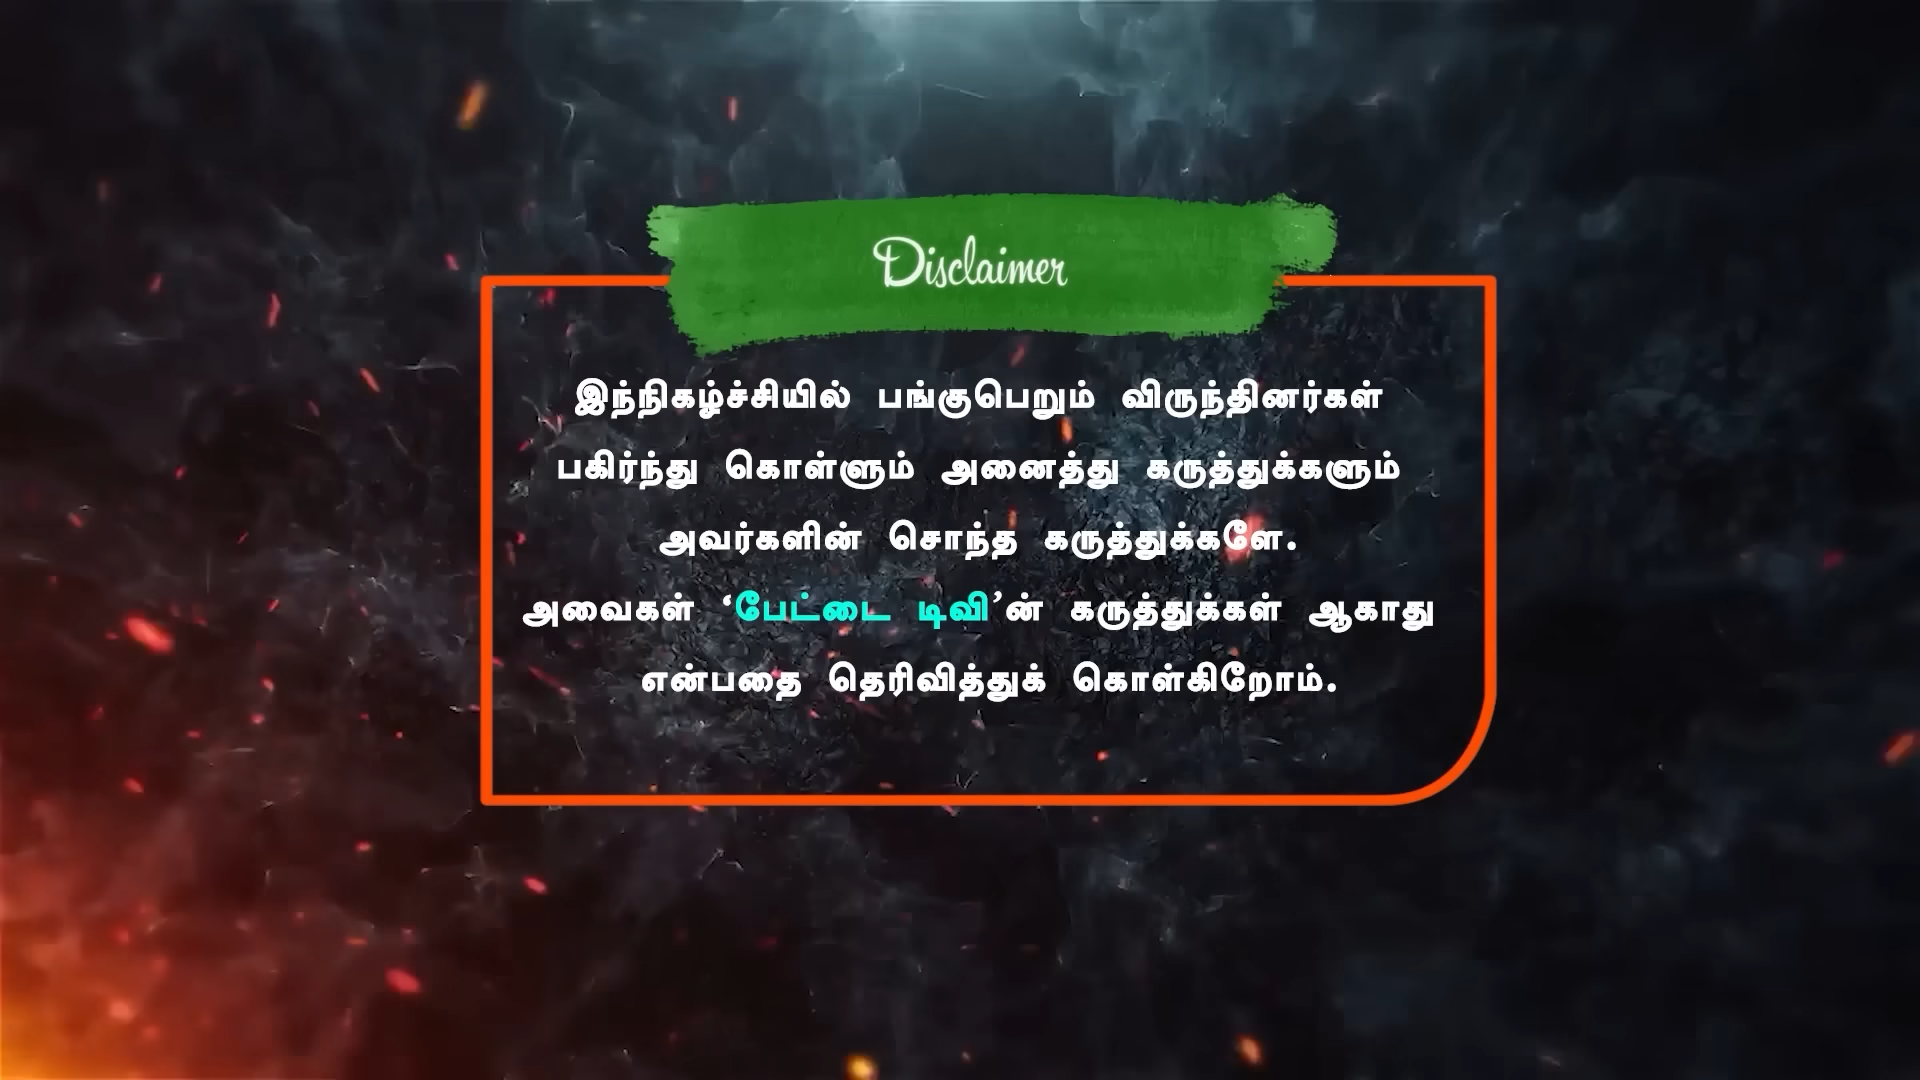 Disclaimer
இந்நிகழ்ச்சியில் பங்குபெறும் விருந்தினர்கள்
பகிர்ந்து கொள்ளும் அனைத்து கருத்துக்களும்
அவர்களின் சொந்த கருத்துக்களே.
அவைகள் ‘பேட்டை டிவி’ன் கருத்துக்கள் ஆகாது
என்பதை தெரிவித்துக் கொள்கிறோம்.